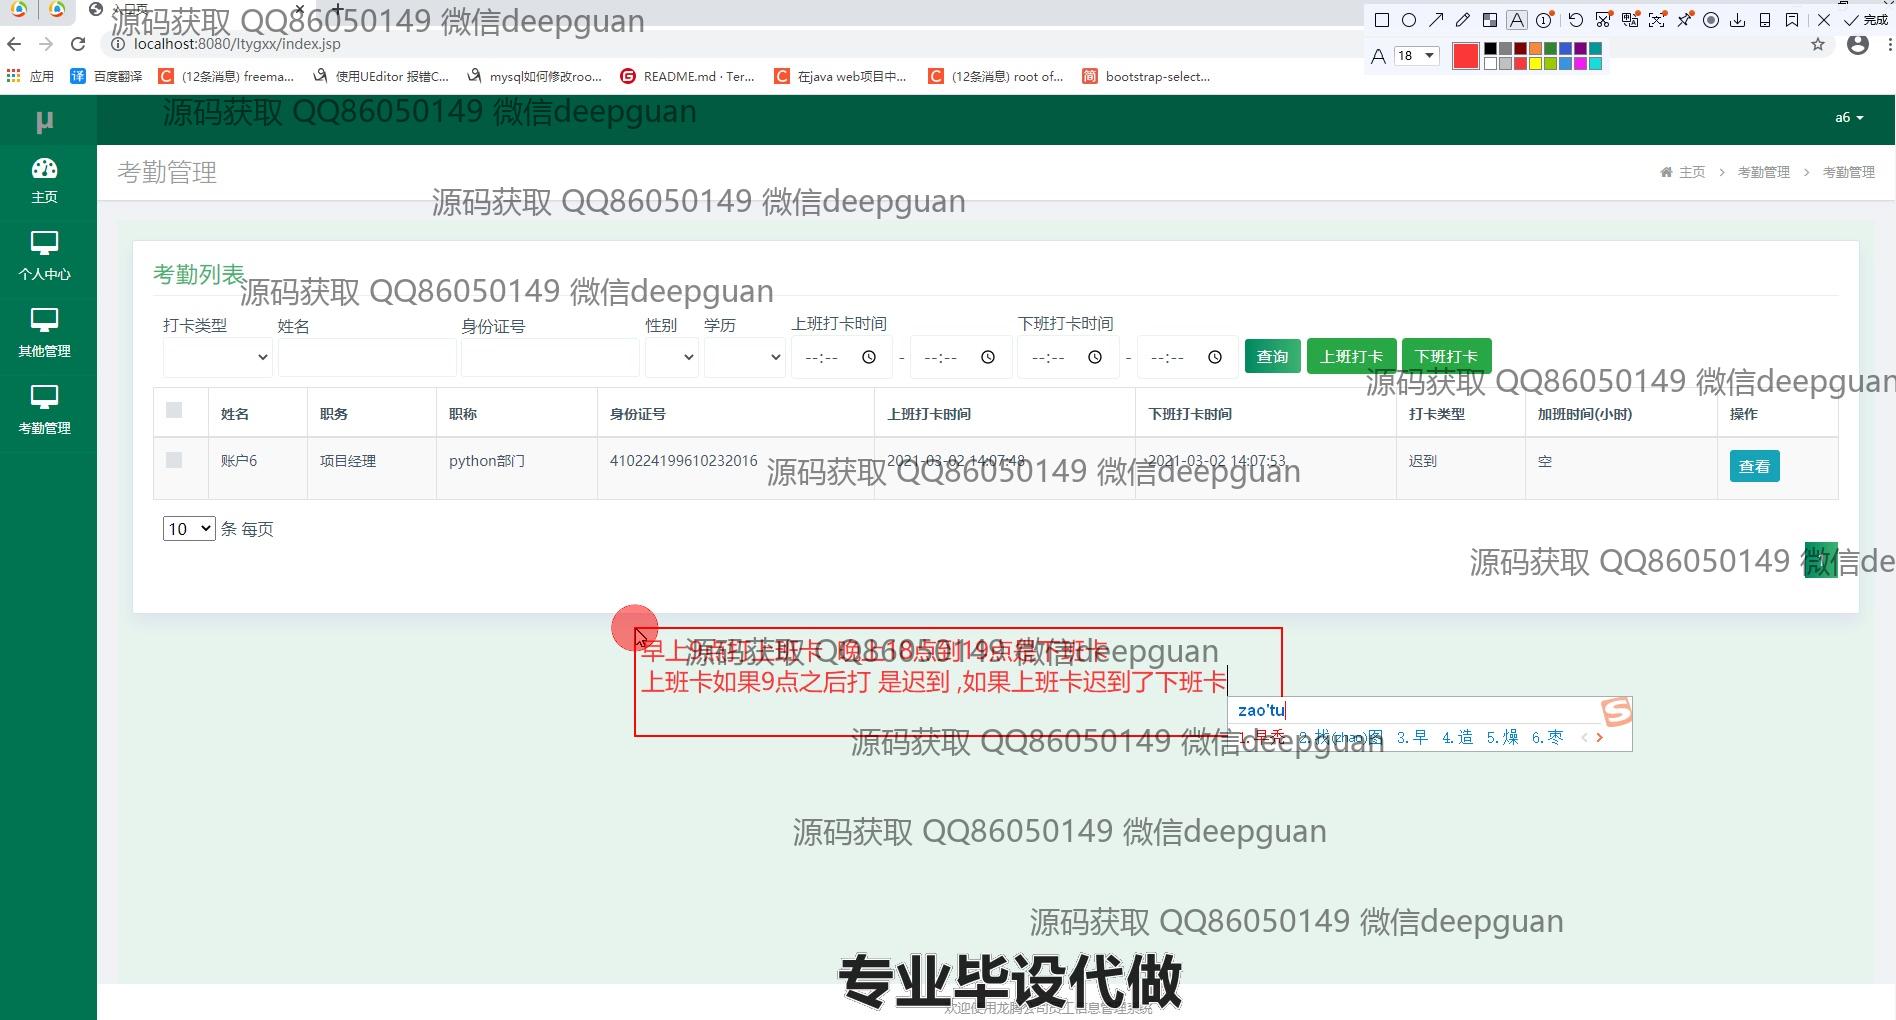 源码获取 QQ86050149 微信deepguan
localhost:8080/ltygxx/index.jsp
完成
A 18
应用 百度翻译 (12条消息) freema... 使用UEditor 报错C... mysql如何修改roo... README.md · Ter... 在java web项目中... (12条消息) root of... bootstrap-select...
源码获取 QQ86050149 微信deepguan
μ
a6
主页
考勤管理
主页 > 考勤管理 > 考勤管理
源码获取 QQ86050149 微信deepguan
个人中心
其他管理
考勤管理
考勤列表
源码获取 QQ86050149 微信deepguan
打卡类型 姓名 身份证号 性别 学历 上班打卡时间 下班打卡时间
--:-- - --:-- --:-- - --:-- 查询 上班打卡 下班打卡
源码获取 QQ86050149 微信deepguan
姓名 职务 职称 身份证号 上班打卡时间 下班打卡时间 打卡类型 加班时间(小时) 操作
账户6 项目经理 python部门 410224199610232016 2021-03-02 14:07:48 2021-03-02 14:07:53 迟到 空 查看
源码获取 QQ86050149 微信deepguan
10 条 每页
源码获取 QQ86050149 微信de
早上9点打上班卡 晚上18点到19点是下班卡
源码获取 QQ86050149 微信deepguan
上班卡如果9点之后打 是迟到 ,如果上班卡迟到了下班卡
zao'tu
1.早秃 2.找(zhao)图 3.早 4.造 5.燥 6.枣
源码获取 QQ86050149 微信deepguan
源码获取 QQ86050149 微信deepguan
源码获取 QQ86050149 微信deepguan
专业毕设代做
欢迎使用龙腾公司员工信息管理系统